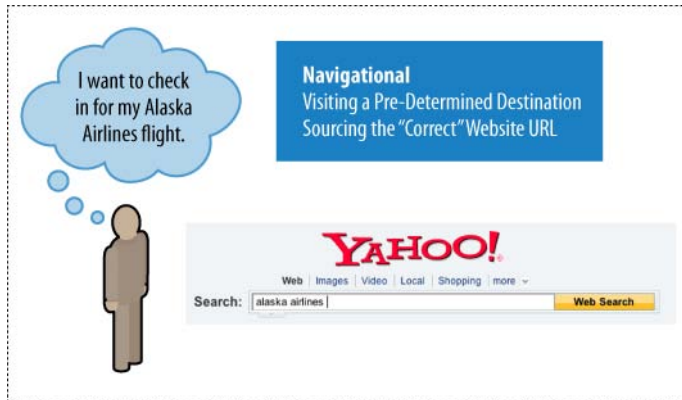 I want to check
in for my Alaska
Airlines flight.
Navigational
Visiting a Pre-Determined Destination
Sourcing the “Correct” Website URL
YAHOO!
Web | Images | Video | Local | Shopping | more
Search: alaska airlines Web Search